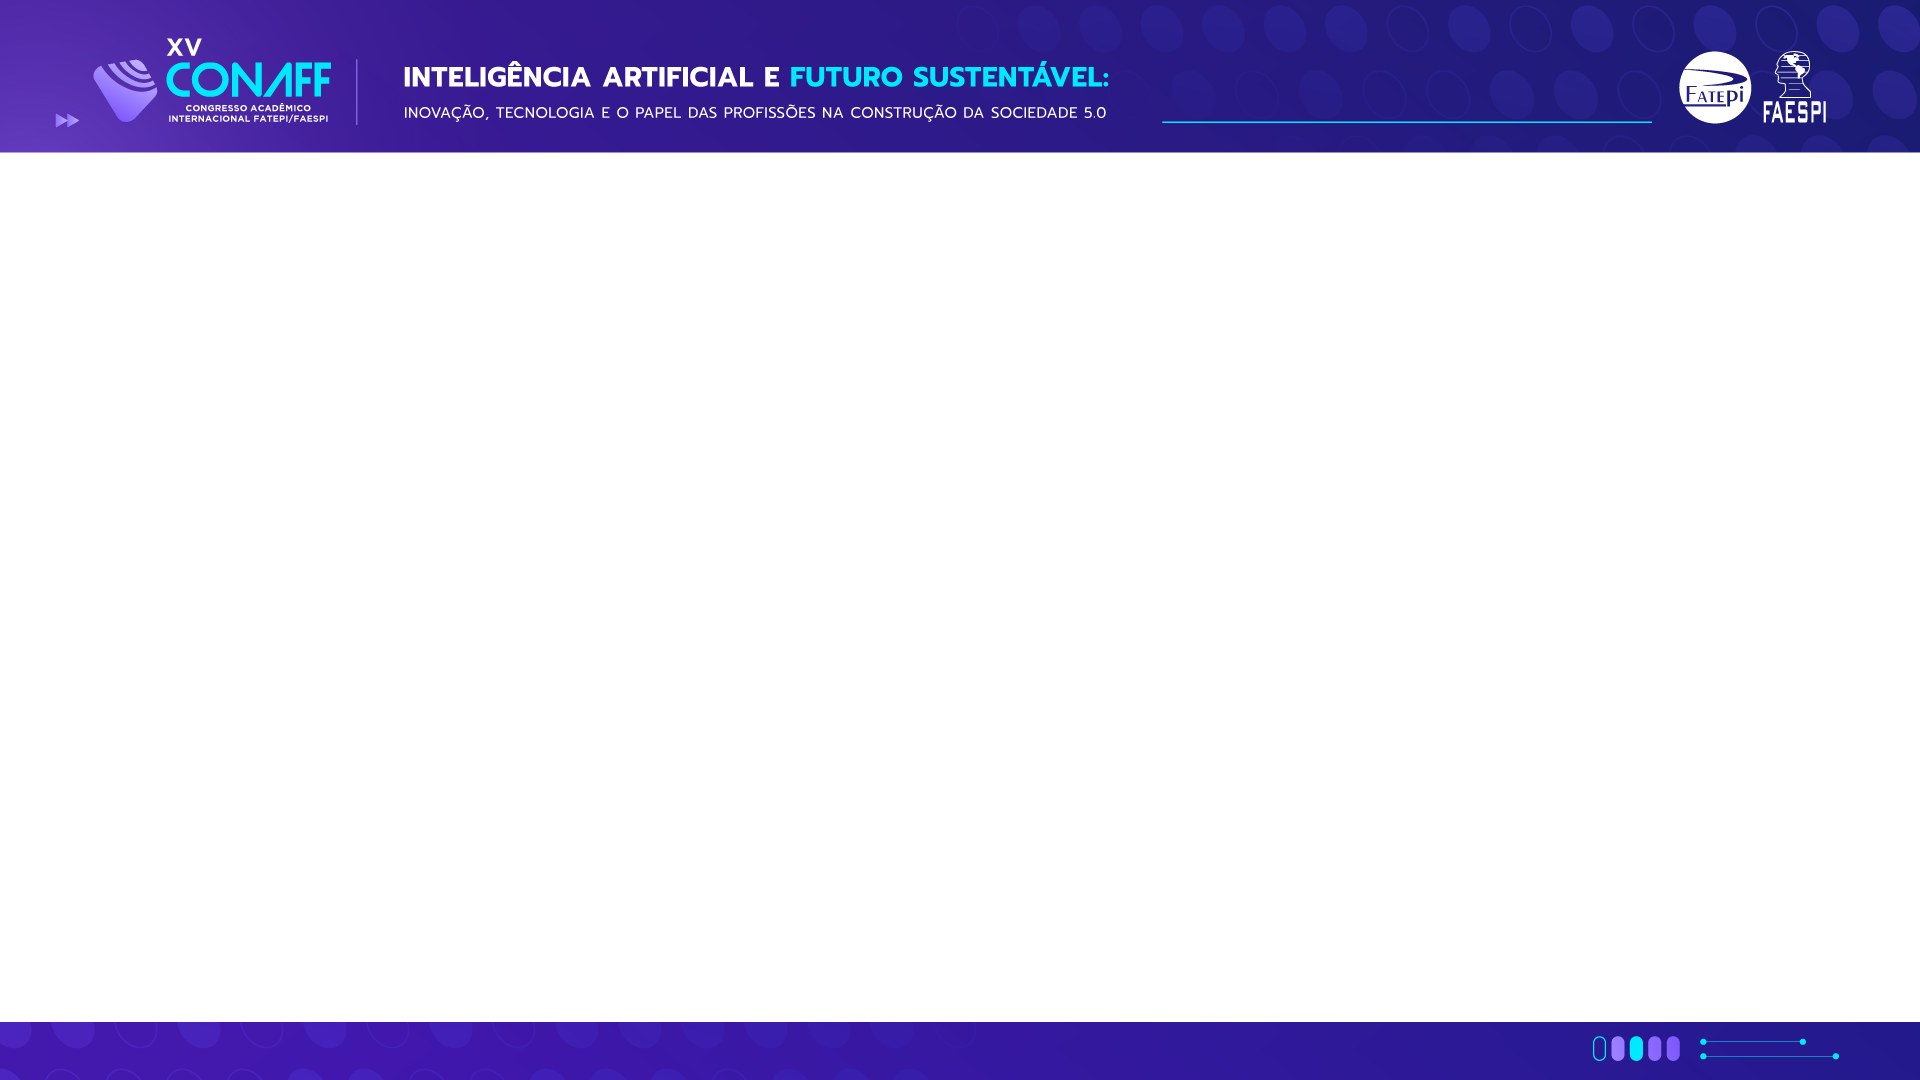 XV
CONAFF
CONGRESSO ACADÊMICO
INTERNACIONAL FATEPI/FAESPI
INTELIGÊNCIA ARTIFICIAL E FUTURO SUSTENTÁVEL:
INOVAÇÃO, TECNOLOGIA E O PAPEL DAS PROFISSÕES NA CONSTRUÇÃO DA SOCIEDADE 5.0
FATEPI
FAESPI